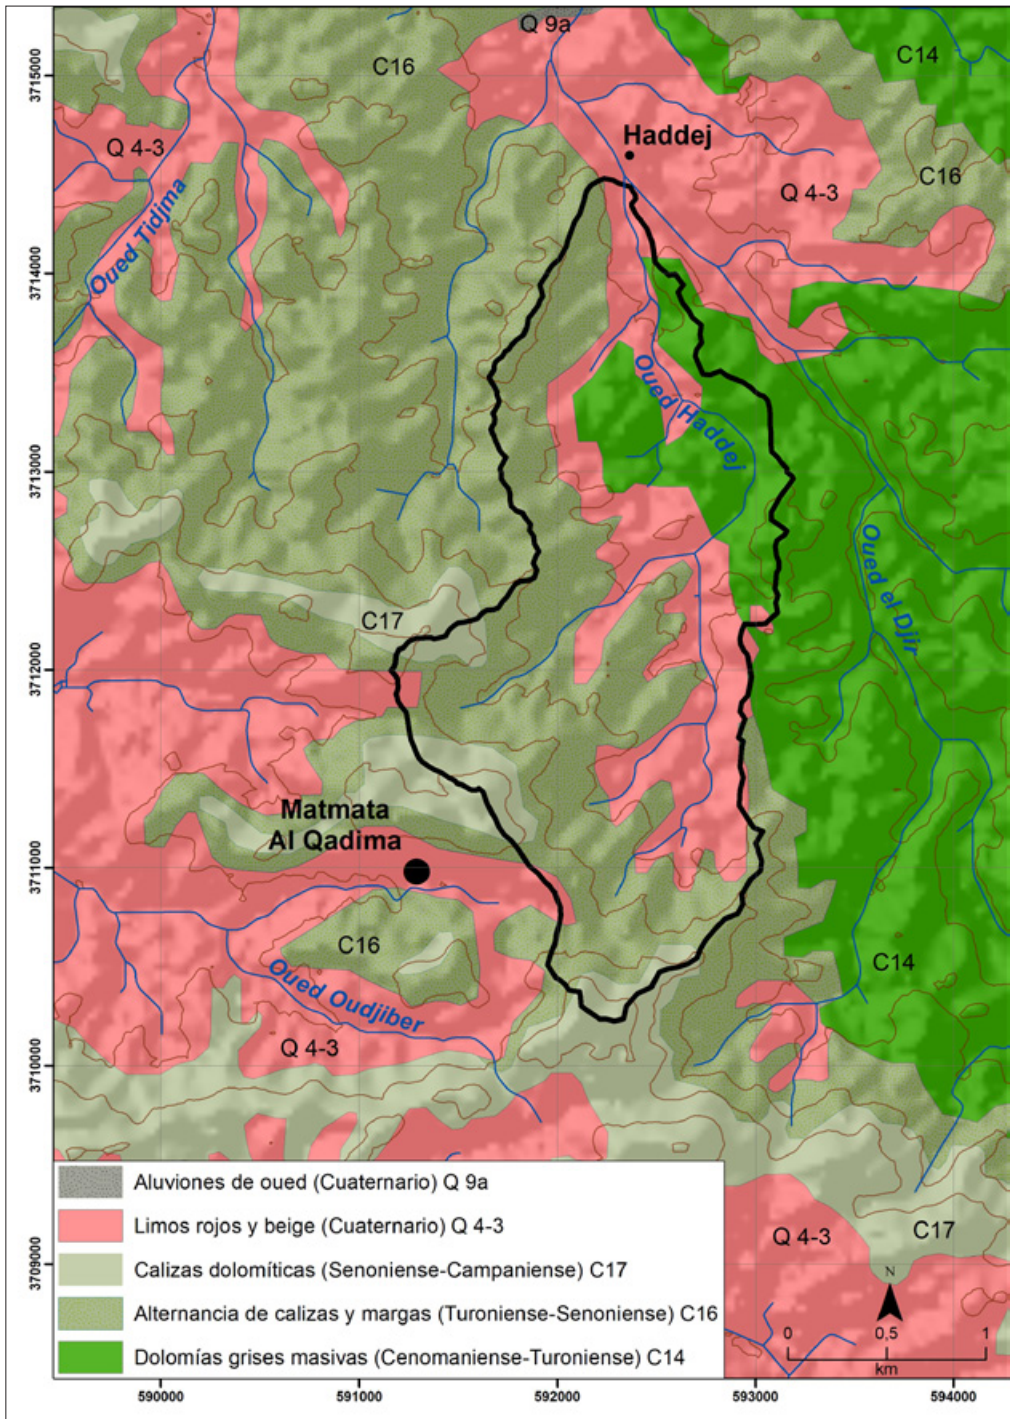 Q 9a
C16
C14
3715000
Haddej
Q 4-3
C16
Q 4-3
Oued Tidjma
3714000
Oued Haddej
3713000
Oued el Djir
C17
3712000
Matmata
Al Qadima
3711000
C16
C14
Oued Oudjiber
Q 4-3
3710000
Aluviones de oued (Cuaternario) Q 9a
Limos rojos y beige (Cuaternario) Q 4-3
Calizas dolomíticas (Senoniense-Campaniense) C17
Alternancia de calizas y margas (Turoniense-Senoniense) C16
Dolomías grises masivas (Cenomaniense-Turoniense) C14
Q 4-3
C17
3709000
N
0 0,5 1
km
590000 591000 592000 593000 594000